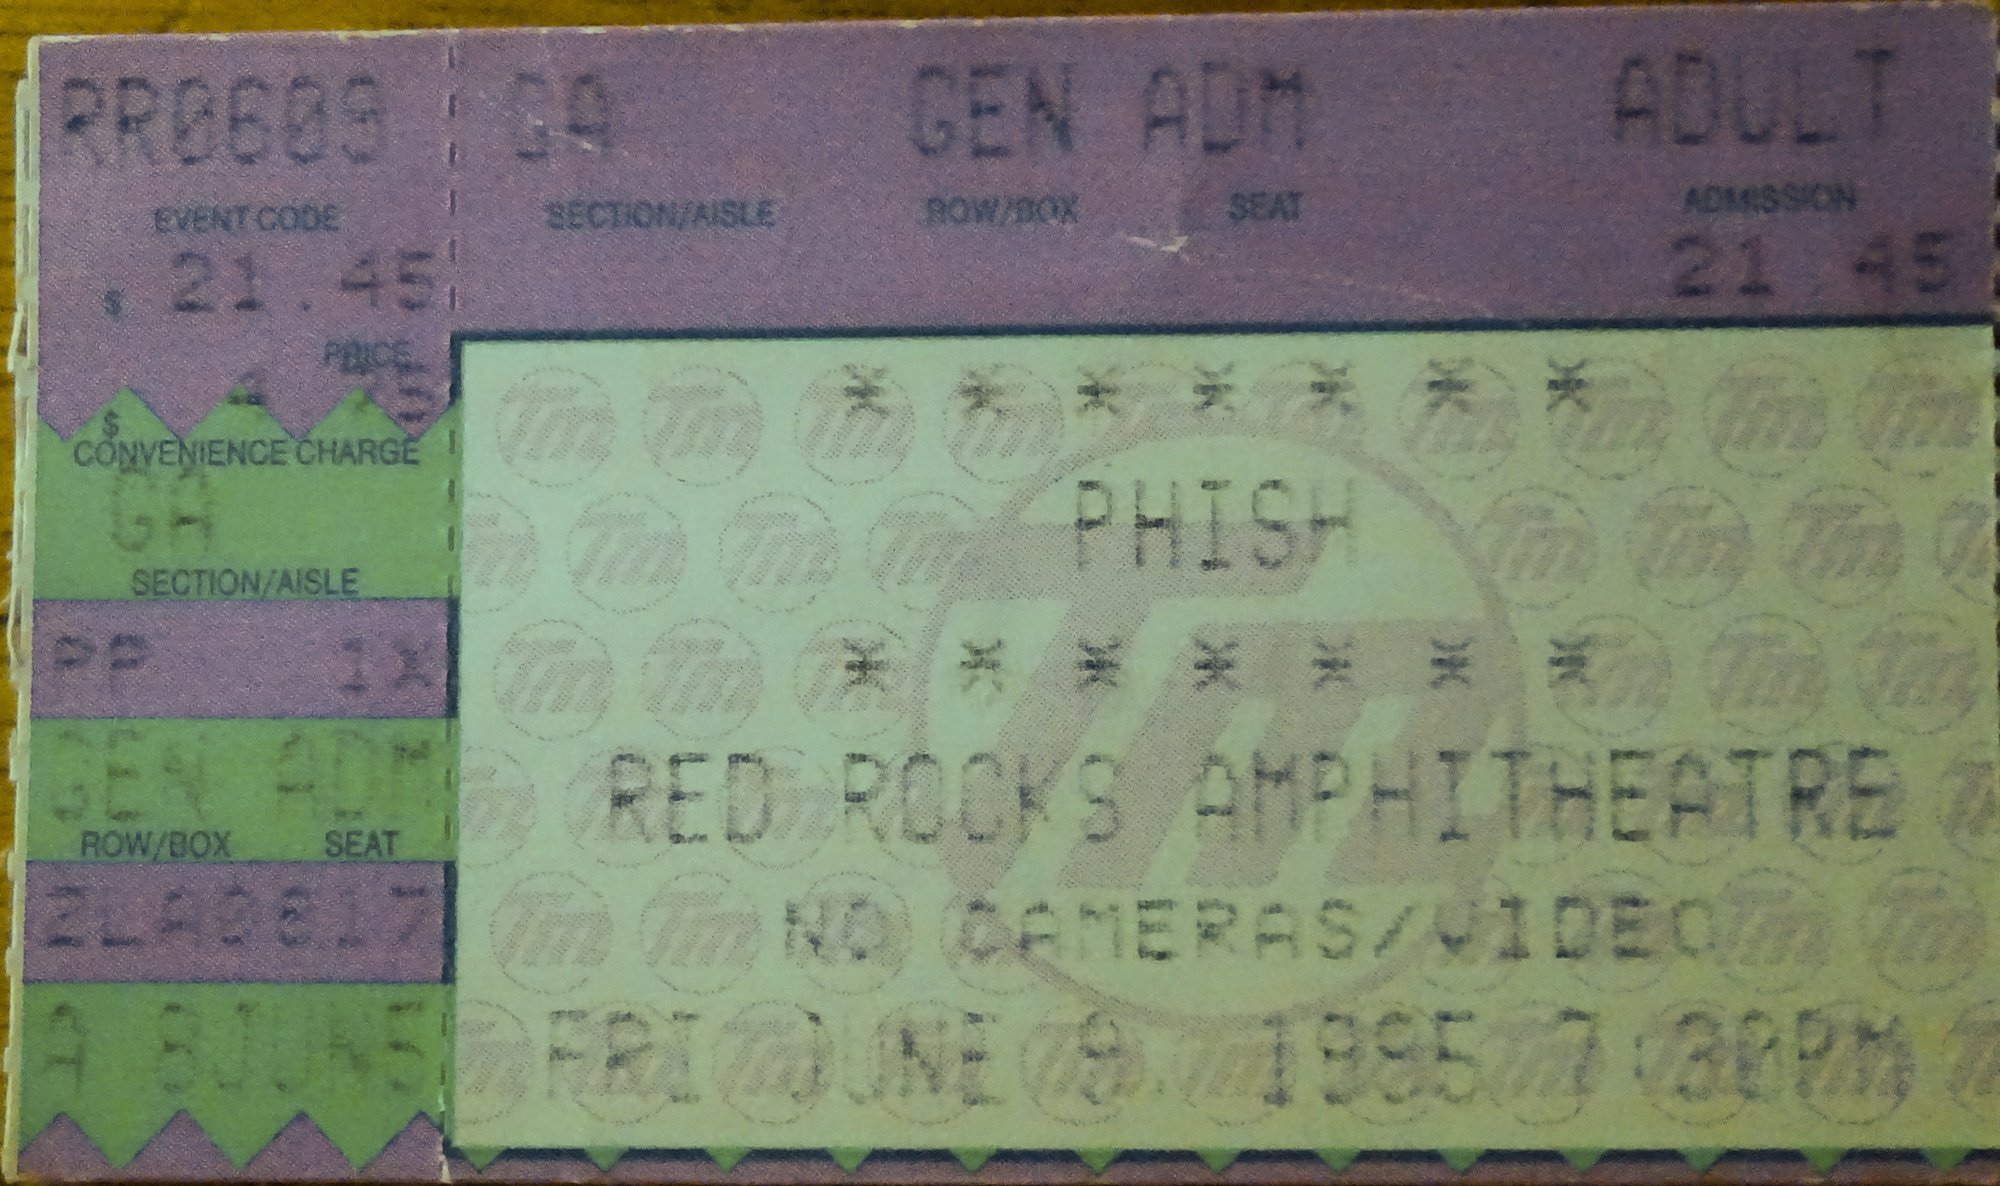 RR0609 GA GEN ADM ADULT
EVENT CODE SECTION/AISLE ROW/BOX SEAT ADMISSION
$ 21.45 21.45
PRICE
$
CONVENIENCE CHARGE
GA
SECTION/AISLE
PP 1X
GEN ADM
ROW/BOX SEAT
* * * * * * *
PHISH
* * * * * * *
RED ROCKS AMPHITHEATRE
NO CAMERAS/VIDEO
FRI JUNE 9, 1995 7:30PM